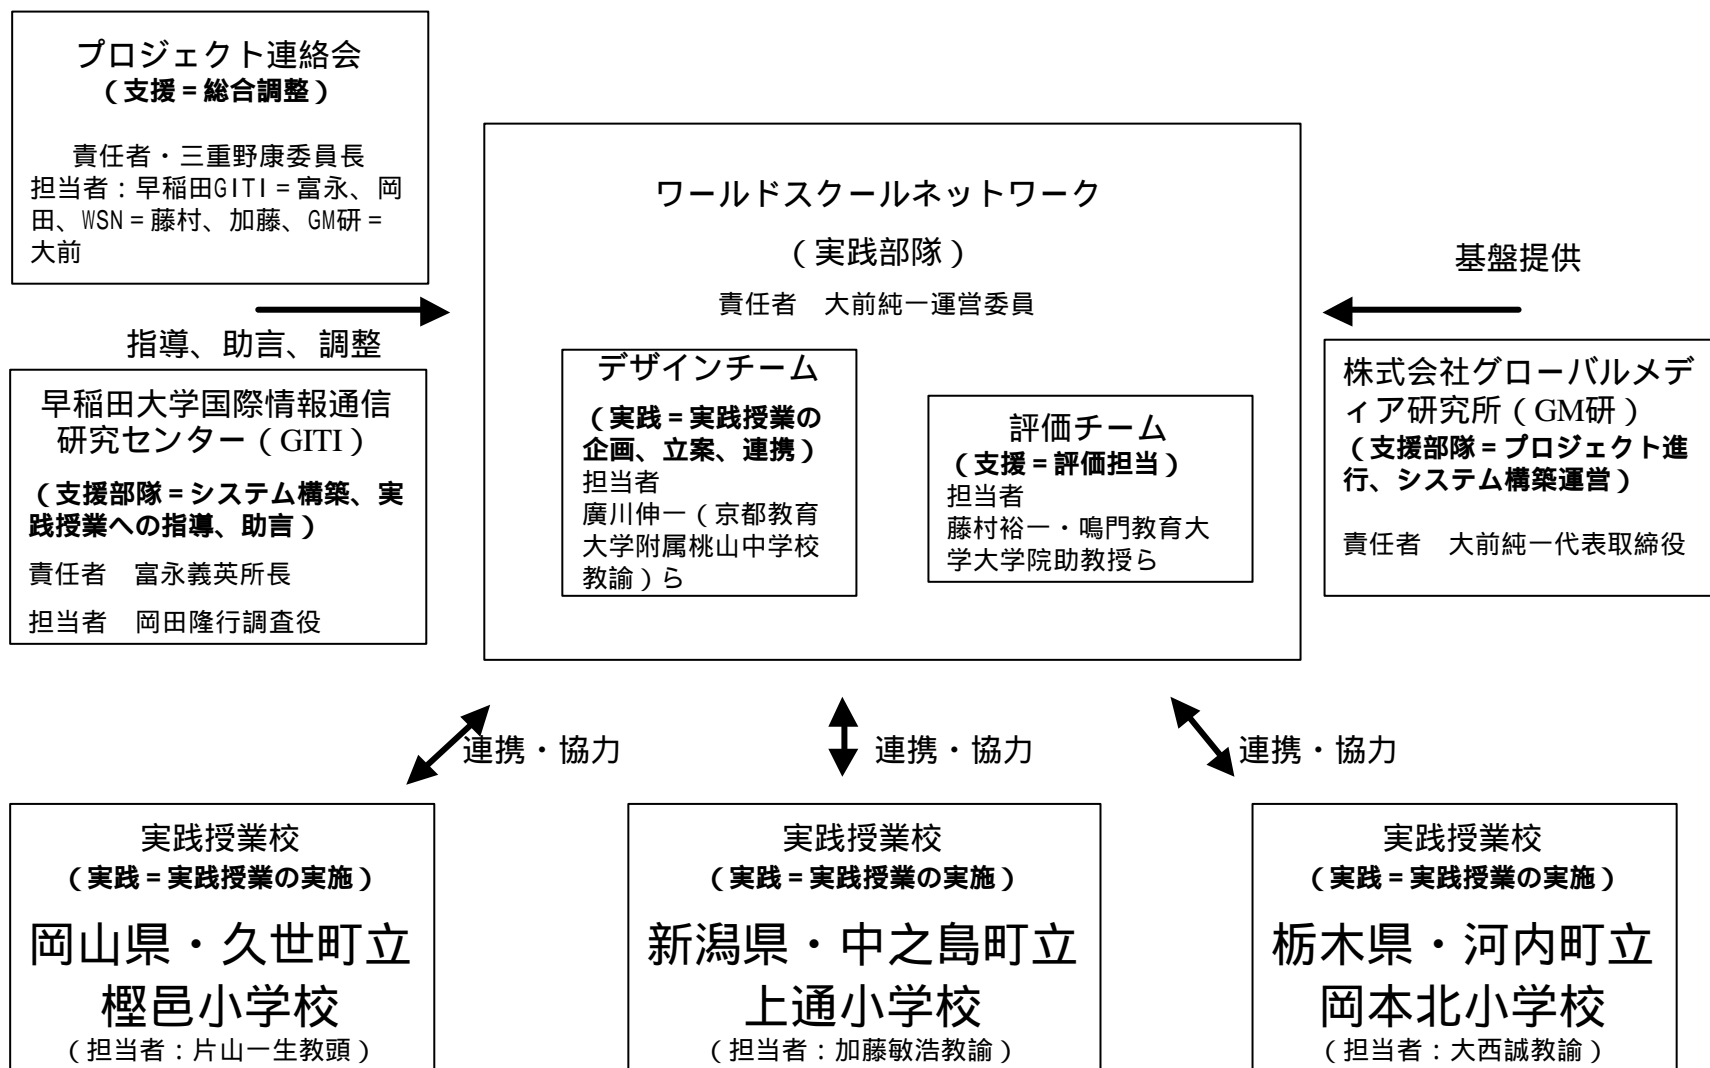 プロジェクト連絡会
（支援＝総合調整）
責任者・三重野康委員長
担当者：早稲田GITI＝富永、岡
田、WSN＝藤村、加藤、GM研＝
大前
指導、助言、調整
早稲田大学国際情報通信
研究センター（GITI）
（支援部隊＝システム構築、実
践授業への指導、助言）
責任者　富永義英所長
担当者　岡田隆行調査役
ワールドスクールネットワーク
（実践部隊）
責任者　大前純一運営委員
デザインチーム
（実践＝実践授業の
企画、立案、連携）
担当者
廣川伸一（京都教育
大学附属桃山中学校
教諭）ら
評価チーム
（支援＝評価担当）
担当者
藤村裕一・鳴門教育大
学大学院助教授ら
基盤提供
株式会社グローバルメデ
ィア研究所（GM研）
（支援部隊＝プロジェクト進
行、システム構築運営）
責任者　大前純一代表取締役
連携・協力
連携・協力
連携・協力
実践授業校
（実践＝実践授業の実施）
岡山県・久世町立
樫邑小学校
（担当者：片山一生教頭）
実践授業校
（実践＝実践授業の実施）
新潟県・中之島町立
上通小学校
（担当者：加藤敏浩教諭）
実践授業校
（実践＝実践授業の実施）
栃木県・河内町立
岡本北小学校
（担当者：大西誠教諭）